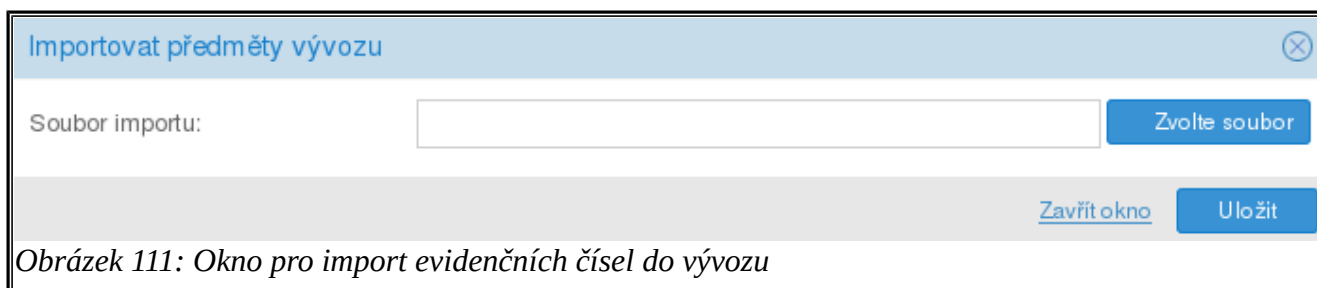 Importovat předměty vývozu
Soubor importu:
Zvolte soubor
Zavřít okno
Uložit
Obrázek 111: Okno pro import evidenčních čísel do vývozu